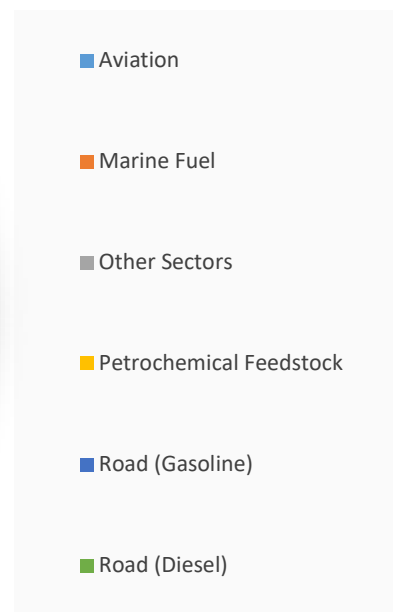 Aviation
Marine Fuel
Other Sectors
Petrochemical Feedstock
Road (Gasoline)
Road (Diesel)